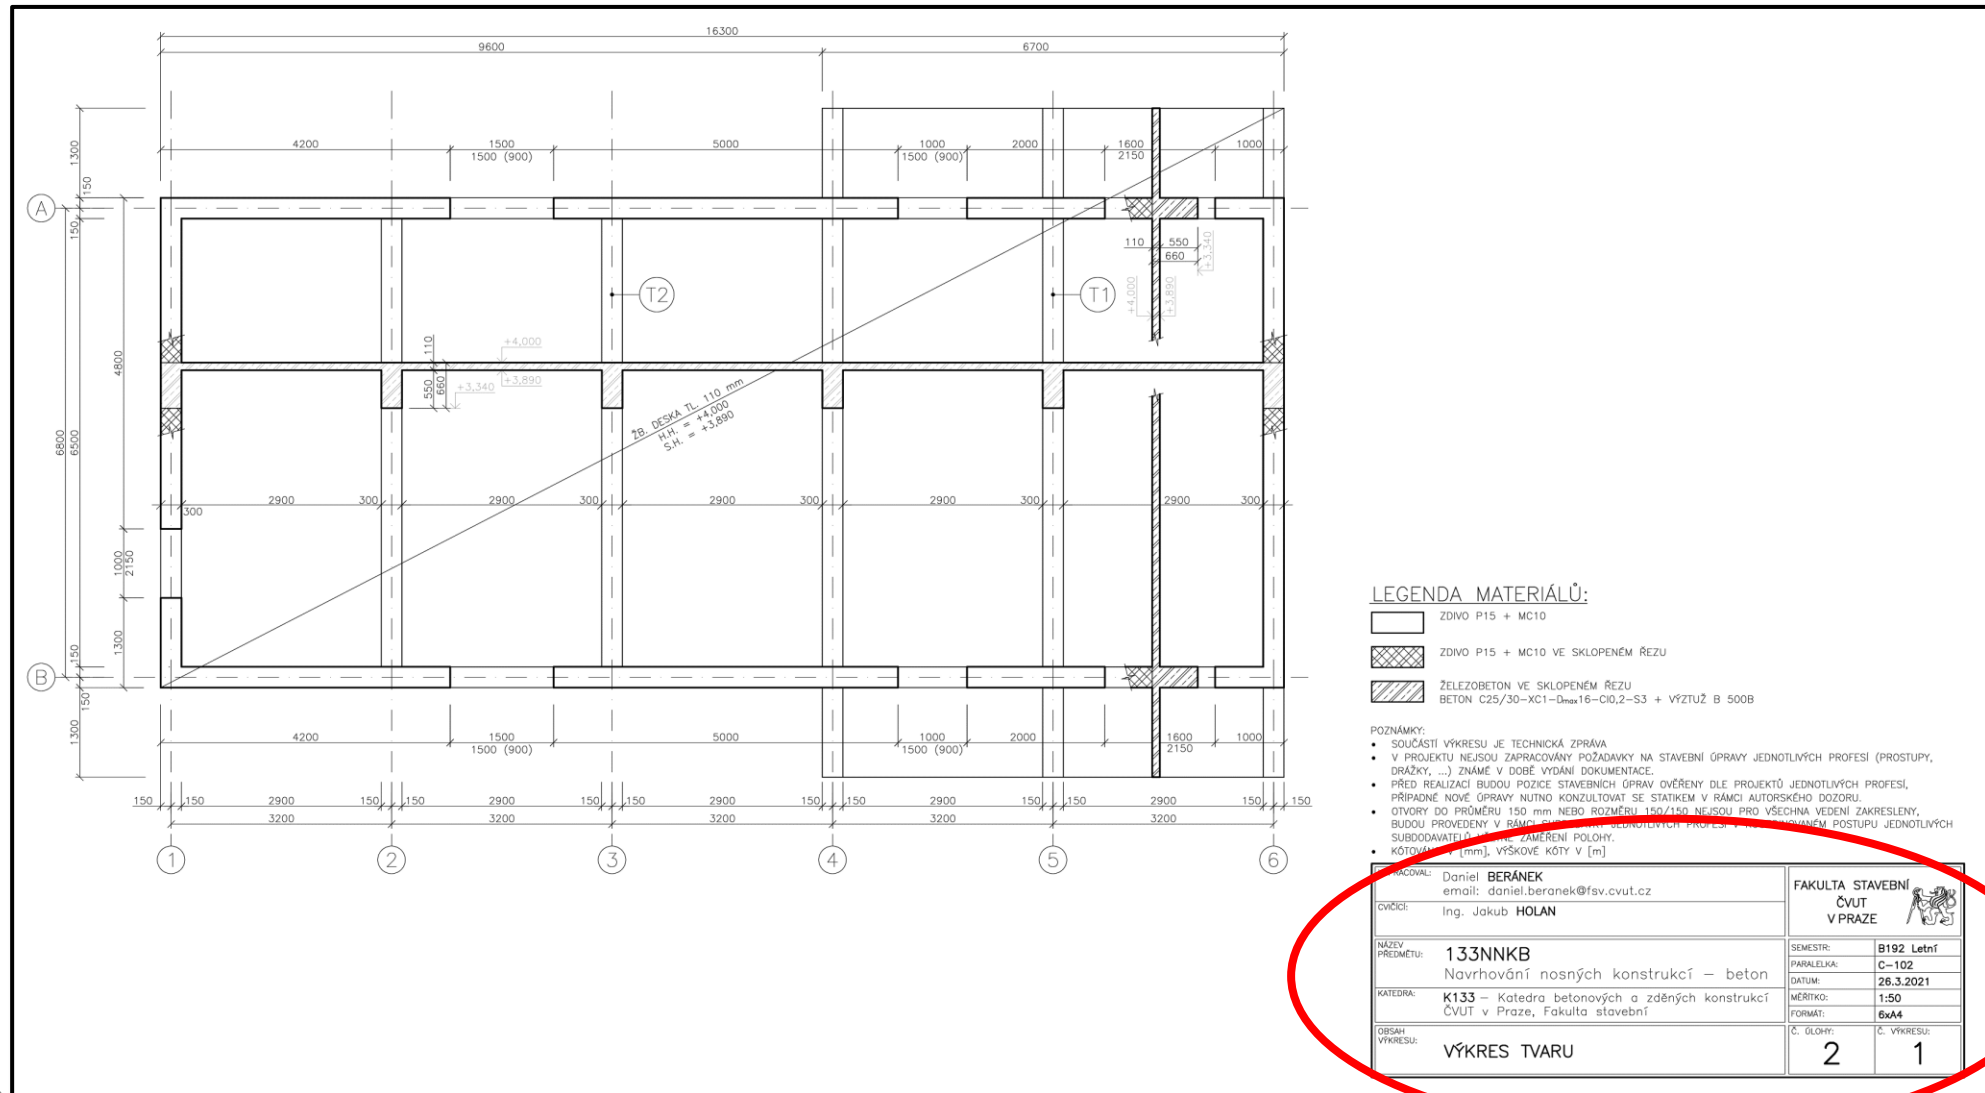 16300
9600 6700
4200 1500 5000 1000 2000 1600 1000
1500 (900) 1500 (900) 2150
1300
150
A
150
110 550
660
+3,340
T2 T1
+4,000 +3,890
4800
110
+4,000
+3,890
550 660
+3,340
ŽB. DESKA TL. 110 mm
H.H. = +4,000
S.H. = +3,890
6800 6500
2900 300 2900 300 2900 300 2900 300 2900 300
300
1000
2150
1300
150
B
150
1300
4200 1500 5000 1000 2000 1600 1000
1500 (900) 1500 (900) 2150
150 150 2900 150 150 2900 150 150 2900 150 150 2900 150 150 2900 150 150
3200 3200 3200 3200 3200
1 2 3 4 5 6
LEGENDA MATERIÁLŮ:
ZDIVO P15 + MC10
ZDIVO P15 + MC10 VE SKLOPENÉM ŘEZU
ŽELEZOBETON VE SKLOPENÉM ŘEZU
BETON C25/30-XC1-Dmax16-Cl0,2-S3 + VÝZTUŽ B 500B
POZNÁMKY:
• SOUČÁSTÍ VÝKRESU JE TECHNICKÁ ZPRÁVA
• V PROJEKTU NEJSOU ZAPRACOVÁNY POŽADAVKY NA STAVEBNÍ ÚPRAVY JEDNOTLIVÝCH PROFESÍ (PROSTUPY,
DRÁŽKY, ...) ZNÁMÉ V DOBĚ VYDÁNÍ DOKUMENTACE.
• PŘED REALIZACÍ BUDOU POZICE STAVEBNÍCH ÚPRAV OVĚŘENY DLE PROJEKTŮ JEDNOTLIVÝCH PROFESÍ,
PŘÍPADNÉ NOVÉ ÚPRAVY NUTNO KONZULTOVAT SE STATIKEM V RÁMCI AUTORSKÉHO DOZORU.
• OTVORY DO PRŮMĚRU 150 mm NEBO ROZMĚRU 150/150 NEJSOU PRO VŠECHNA VEDENÍ ZAKRESLENY,
BUDOU PROVEDENY V RÁMCI JEDNOTLIVÝCH PROFESÍ V POSTUPU JEDNOTLIVÝCH
SUBDODAVATELŮ ZAMĚŘENÍ POLOHY.
• KÓTOVÁNO V [mm], VÝŠKOVÉ KÓTY V [m]
Daniel BERÁNEK
email: daniel.beranek@fsv.cvut.cz
CVIČÍCÍ: Ing. Jakub HOLAN
FAKULTA STAVEBNÍ
ČVUT
V PRAZE
NÁZEV
PŘEDMĚTU: 133NNKB
Navrhování nosných konstrukcí – beton
KATEDRA: K133 – Katedra betonových a zděných konstrukcí
ČVUT v Praze, Fakulta stavební
SEMESTR: B192 Letní
PARALELKA: C-102
DATUM: 26.3.2021
MĚŘÍTKO: 1:50
FORMÁT: 6xA4
OBSAH
VÝKRESU: VÝKRES TVARU
Č. ÚLOHY: 2
Č. VÝKRESU: 1